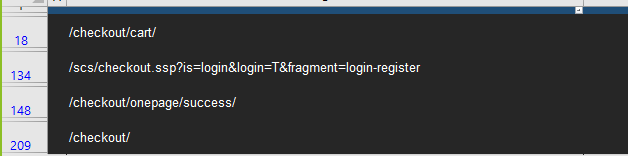 18 /checkout/cart/
134 /scs/checkout.ssp?is=login&login=T&fragment=login-register
148 /checkout/onepage/success/
209 /checkout/